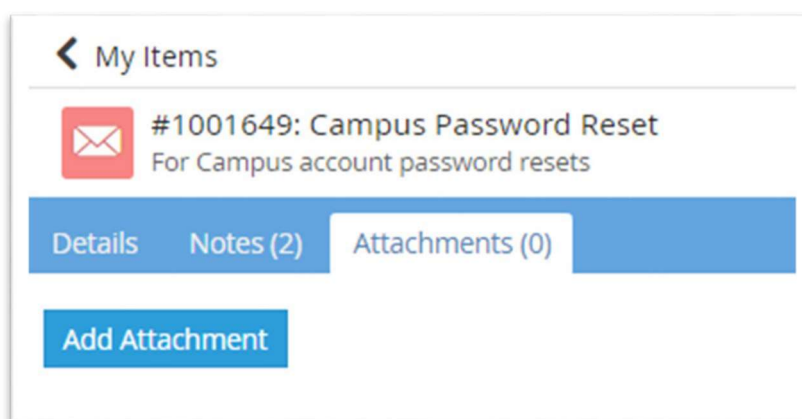 My Items
#1001649: Campus Password Reset
For Campus account password resets
Details Notes (2) Attachments (0)
Add Attachment